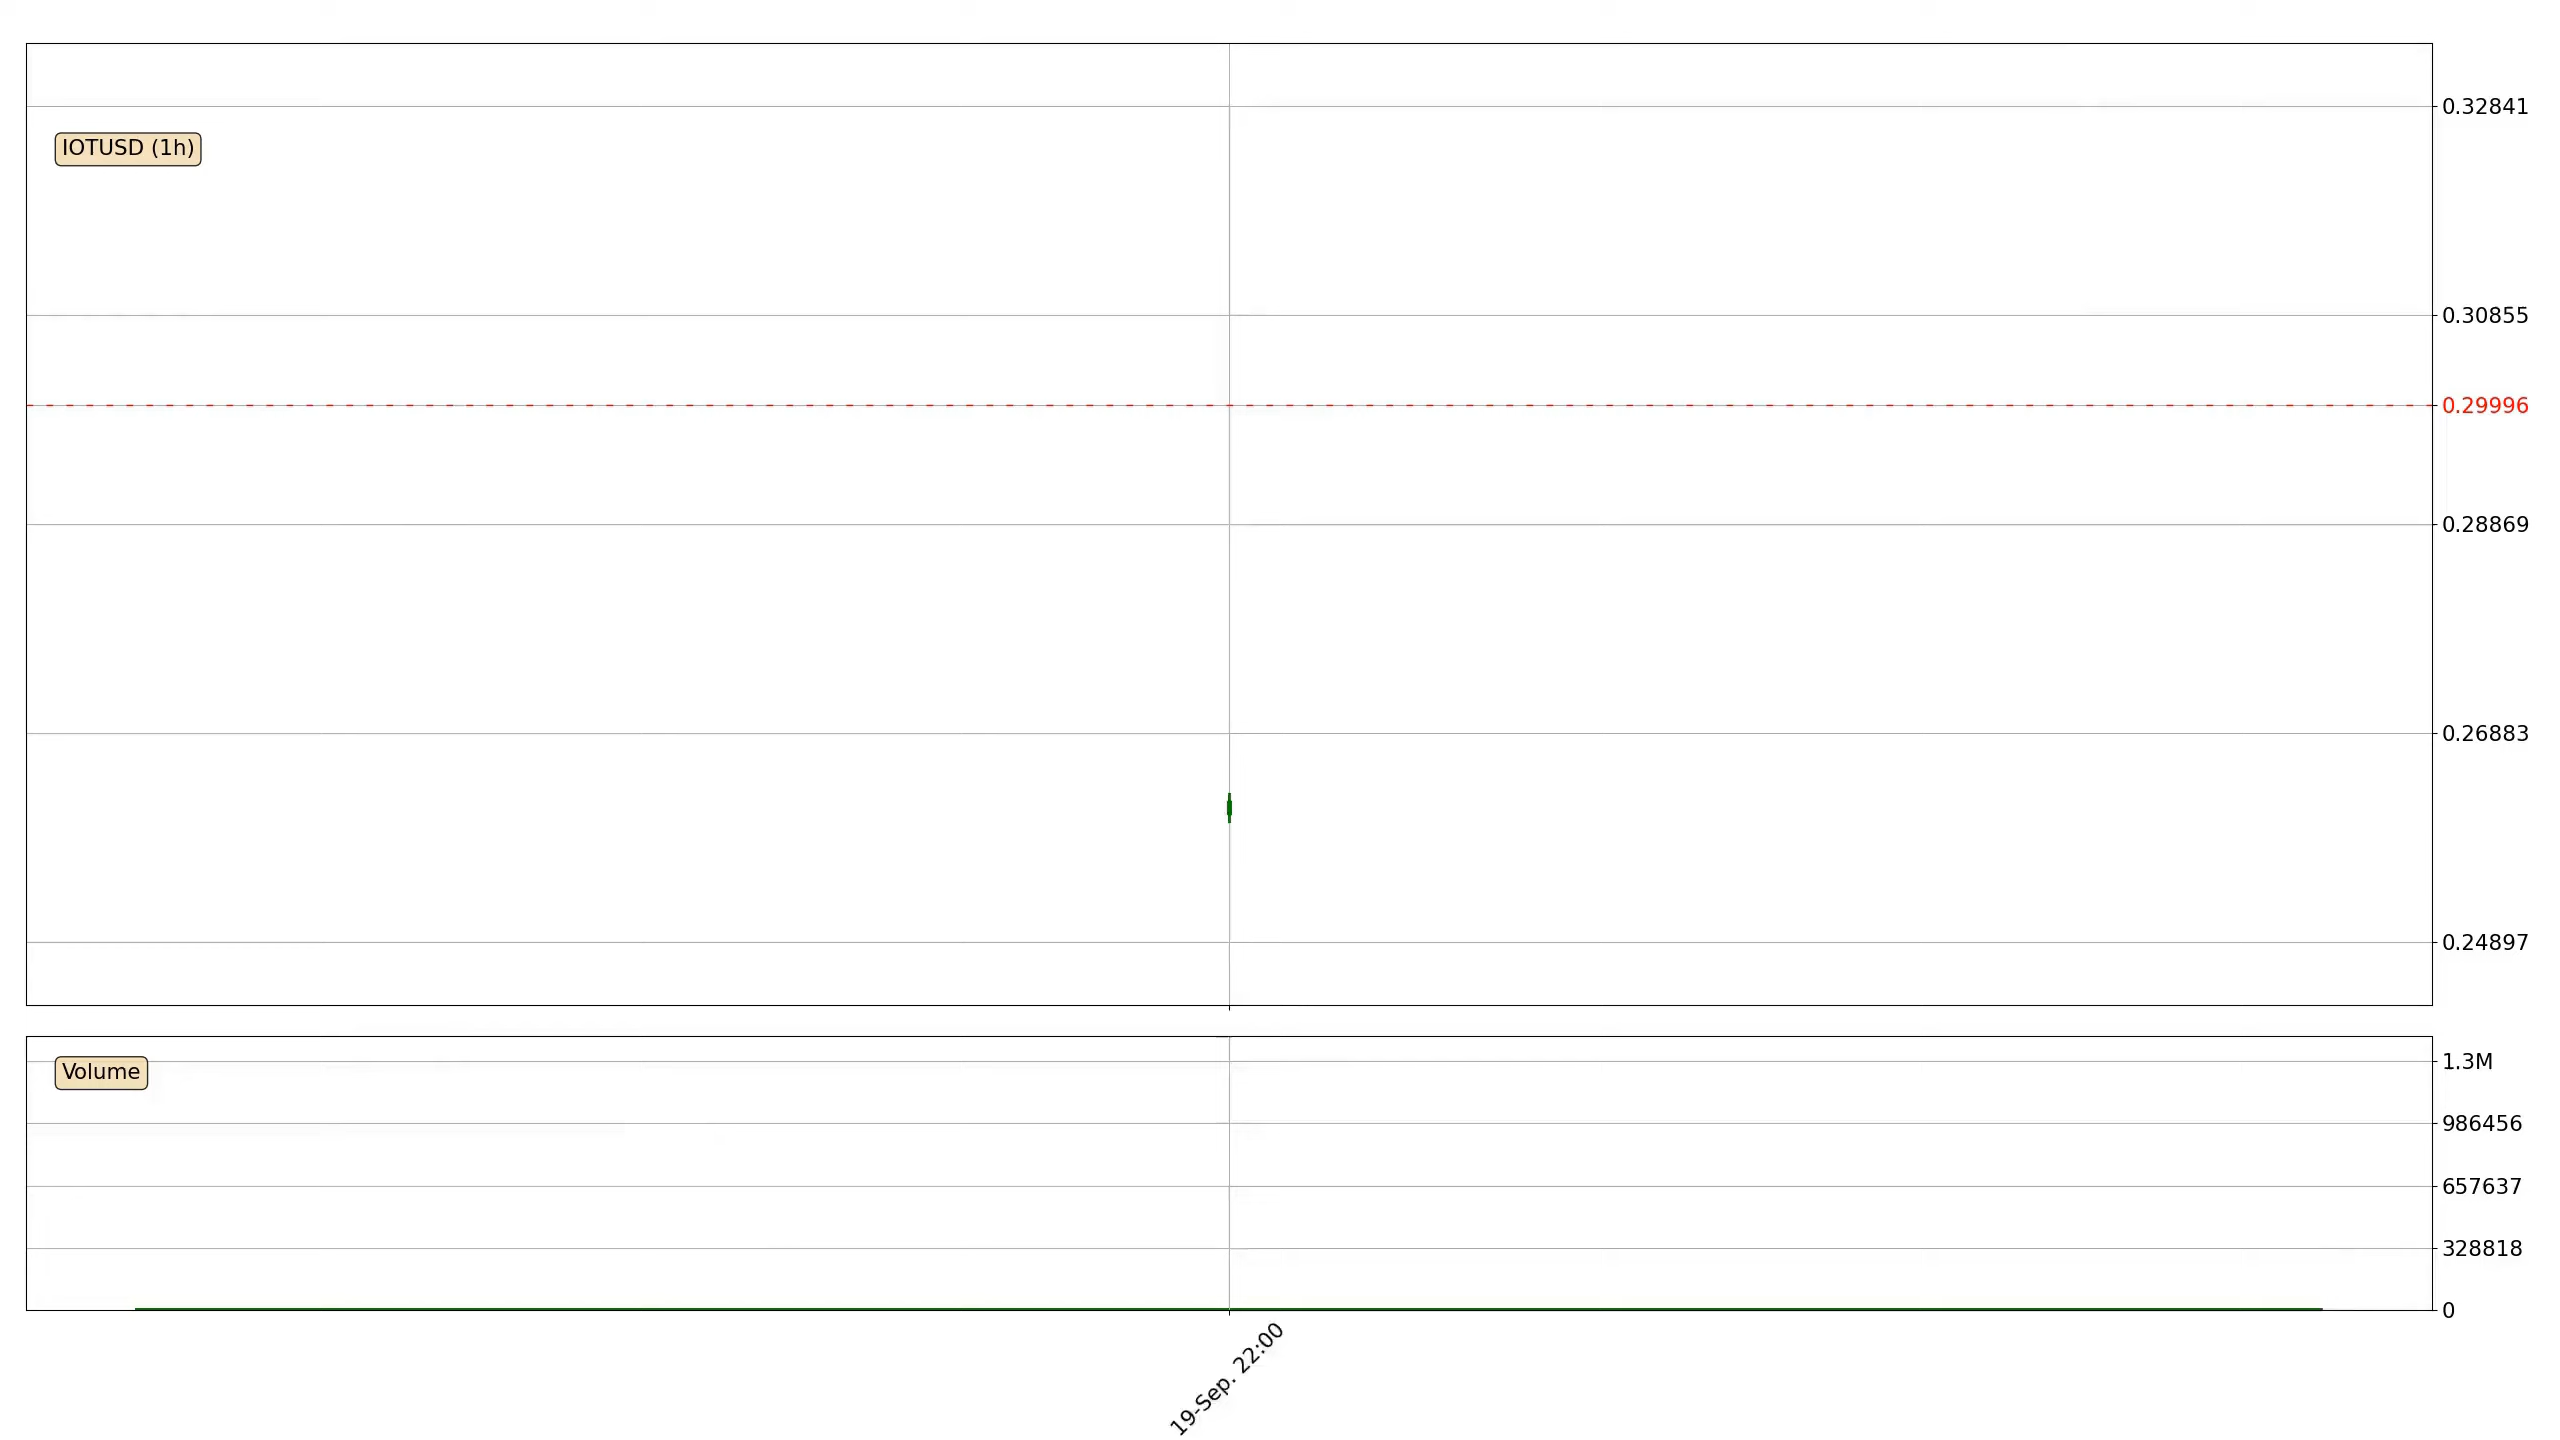 0.32841
IOTUSD (1h)
0.30855
0.29996
0.28869
0.26883
0.24897
Volume
1.3M
986456
657637
328818
0
19-Sep. 22:00